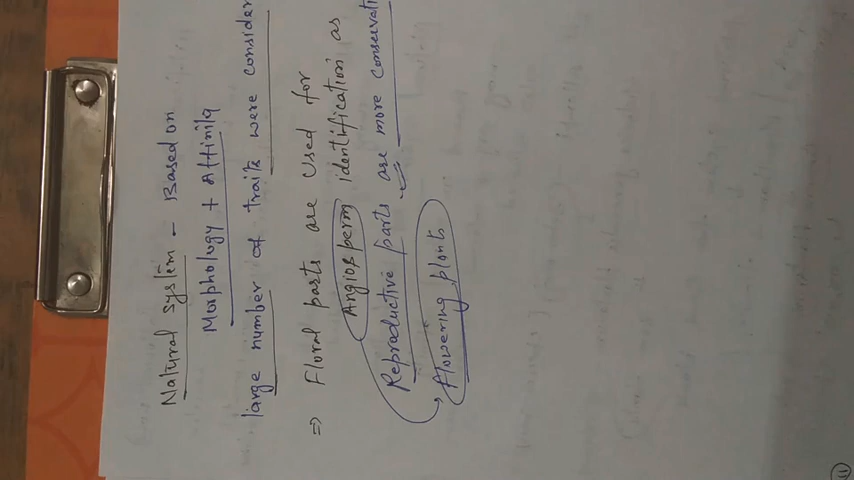 Natural system - Based on
Morphology + Affinity
large number of traits were consider
⇒ Floral parts are used for
Angiosperm identification as
Reproductive parts are more conservati
flowering plants
11